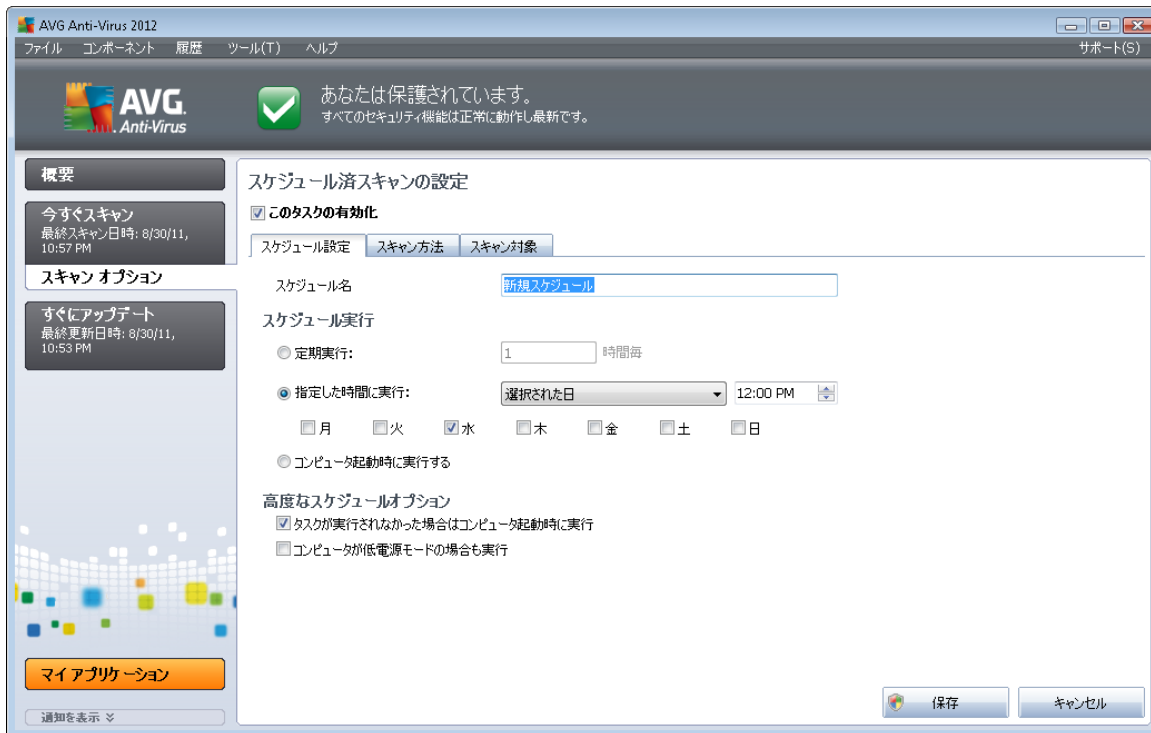 AVG Anti-Virus 2012
ファイル コンポーネント 履歴 ツール(T) ヘルプ サポート(S)
AVG.
Anti-Virus
あなたは保護されています。
すべてのセキュリティ機能は正常に動作し最新です。
概要
今すぐスキャン
最終スキャン日時: 8/30/11,
10:57 PM
スキャン オプション
すぐにアップデート
最終更新日時: 8/30/11,
10:53 PM
マイ アプリケーション
通知を表示
スケジュール済スキャンの設定
このタスクの有効化
スケジュール設定 スキャン方法 スキャン対象
スケジュール名 新規スケジュール
スケジュール実行
定期実行: 1 時間毎
指定した時間に実行: 選択された日 12:00 PM
月 火 水 木 金 土 日
コンピュータ起動時に実行する
高度なスケジュールオプション
タスクが実行されなかった場合はコンピュータ起動時に実行
コンピュータが低電源モードの場合も実行
保存 キャンセル